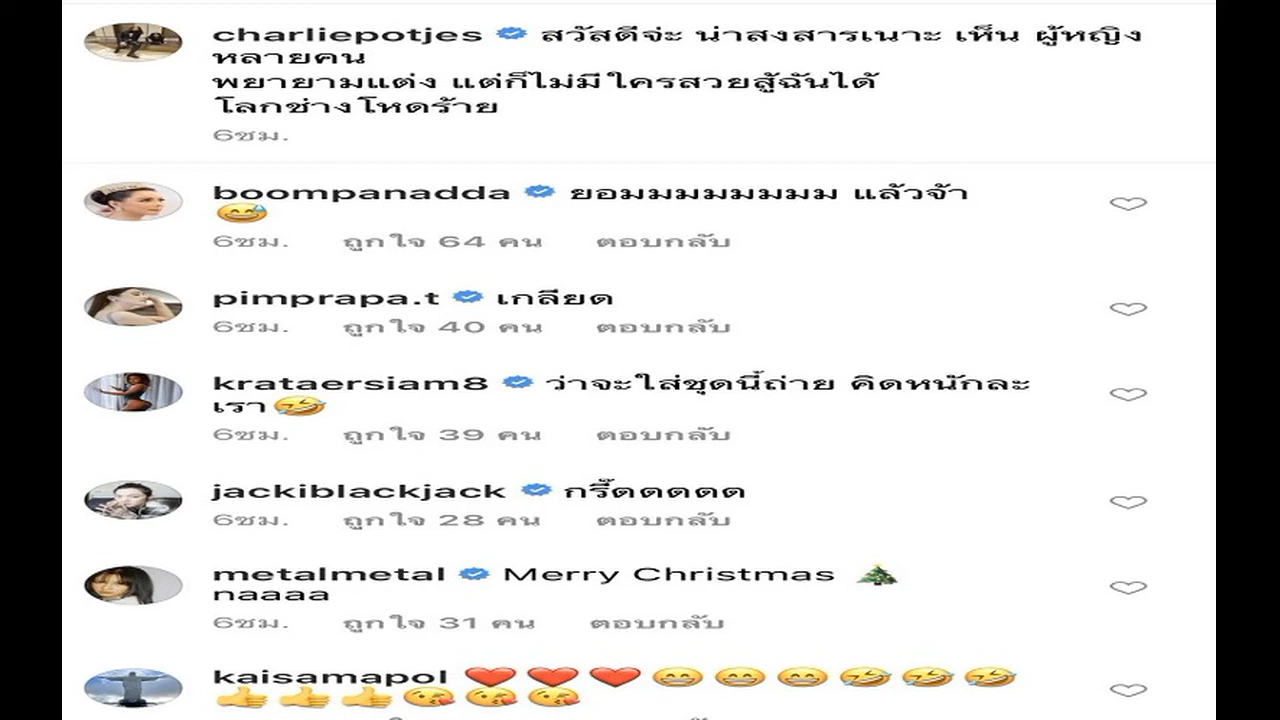 charliepotjes สวัสดีจ่ะ น่าสงสารเนาะ เห็น ผู้หญิง
หลายคน
พยายามแต่ง แต่ก็ไม่มีใครสวยสู้ฉันได้
โลกช่างโหดร้าย
6ชม.
boompanadda ยอมมมมมมมม แล้วจ้า
😅
6ชม. ถูกใจ 64 คน ตอบกลับ
pimprapa.t เกลียด
6ชม. ถูกใจ 40 คน ตอบกลับ
krataersiam8 ว่าจะใส่ชุดนี้ถ่าย คิดหนักละ
เรา🤣
6ชม. ถูกใจ 39 คน ตอบกลับ
jackiblackjack กรี๊ดดดดด
6ชม. ถูกใจ 28 คน ตอบกลับ
metalmetal Merry Christmas 🎄
naaaa
6ชม. ถูกใจ 31 คน ตอบกลับ
kaisamapol ❤️❤️❤️😁😁😁🤣🤣🤣
👍👍👍😘😘😘